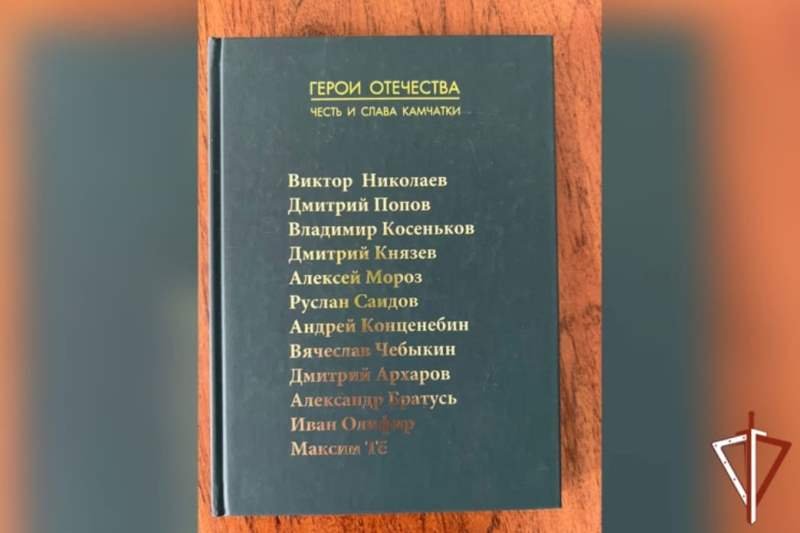 ГЕРОИ ОТЕЧЕСТВА
ЧЕСТЬ И СЛАВА КАМЧАТКИ
Виктор Николаев
Дмитрий Попов
Владимир Косеньков
Дмитрий Князев
Алексей Мороз
Руслан Саидов
Андрей Конценебин
Вячеслав Чебыкин
Дмитрий Архаров
Александр Братусь
Иван Олифир
Максим Тё